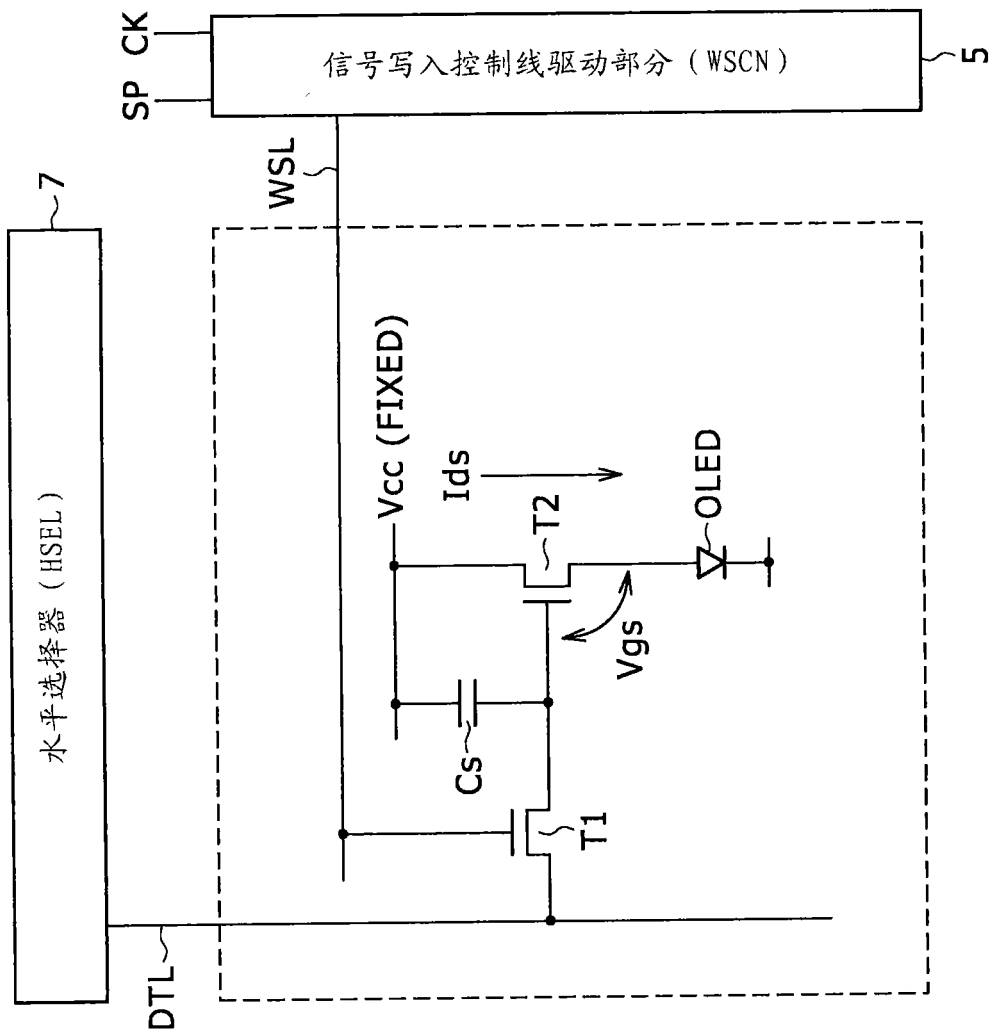 水平选择器(HSEL)
7
DTL
SP
CK
信号写入控制线驱动部分(WSCN)
5
WSL
Vcc (FIXED)
Ids
Cs
T1
T2
Vgs
OLED